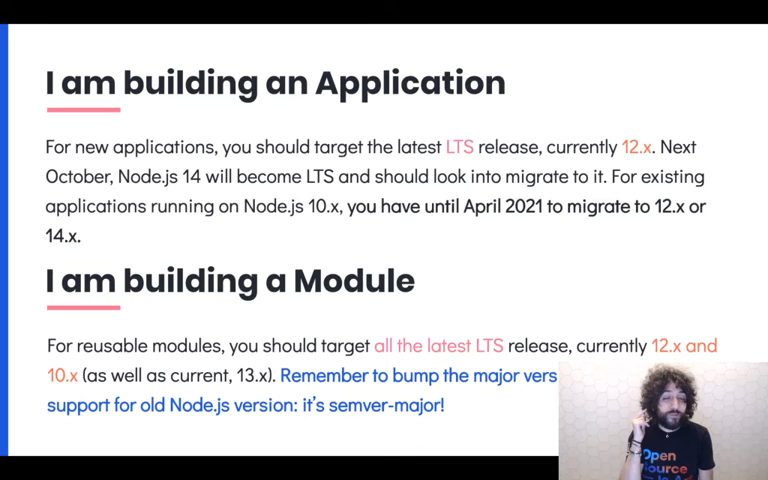 I am building an Application
For new applications, you should target the latest LTS release, currently 12.x. Next
October, Node.js 14 will become LTS and should look into migrate to it. For existing
applications running on Node.js 10.x, you have until April 2021 to migrate to 12.x or
14.x.
I am building a Module
For reusable modules, you should target all the latest LTS release, currently 12.x and
10.x (as well as current, 13.x). Remember to bump the major vers
support for old Node.js version: it's semver-major!
Open
Source